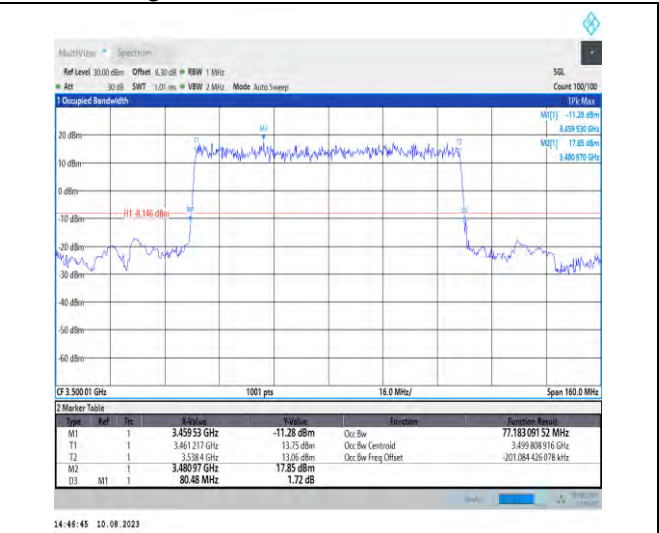 MultiView Spectrum
Ref Level 30.00 dBm Offset 8.30 dB RBW 1 MHz SGL
Att 30 dB SWT 1.01 ms VBW 2 MHz Mode Auto Sweep Count 100/100
1 Occupied Bandwidth 1Pk Max
M1[1] -11.28 dBm
3.459 530 GHz
M2[1] 17.85 dBm
3.480 970 GHz
T1
M2
T2
20 dBm
10 dBm
0 dBm
H1 -8.146 dBm
M1
D3
-10 dBm
-20 dBm
-30 dBm
-40 dBm
-50 dBm
-60 dBm
CF 3.500 01 GHz 1001 pts 16.0 MHz/ Span 160.0 MHz
2 Marker Table
Type Ref Trc X-Value Y-Value Function Function Result
M1 1 3.459 53 GHz -11.28 dBm Occ Bw 77.183 091 52 MHz
T1 1 3.461 217 GHz 13.75 dBm Occ Bw Centroid 3.499 808 916 GHz
T2 1 3.538 4 GHz 13.06 dBm Occ Bw Freq Offset -201.084 426 078 kHz
M2 1 3.480 97 GHz 17.85 dBm
D3 M1 1 80.48 MHz 1.72 dB
14:46:45 10.08.2023